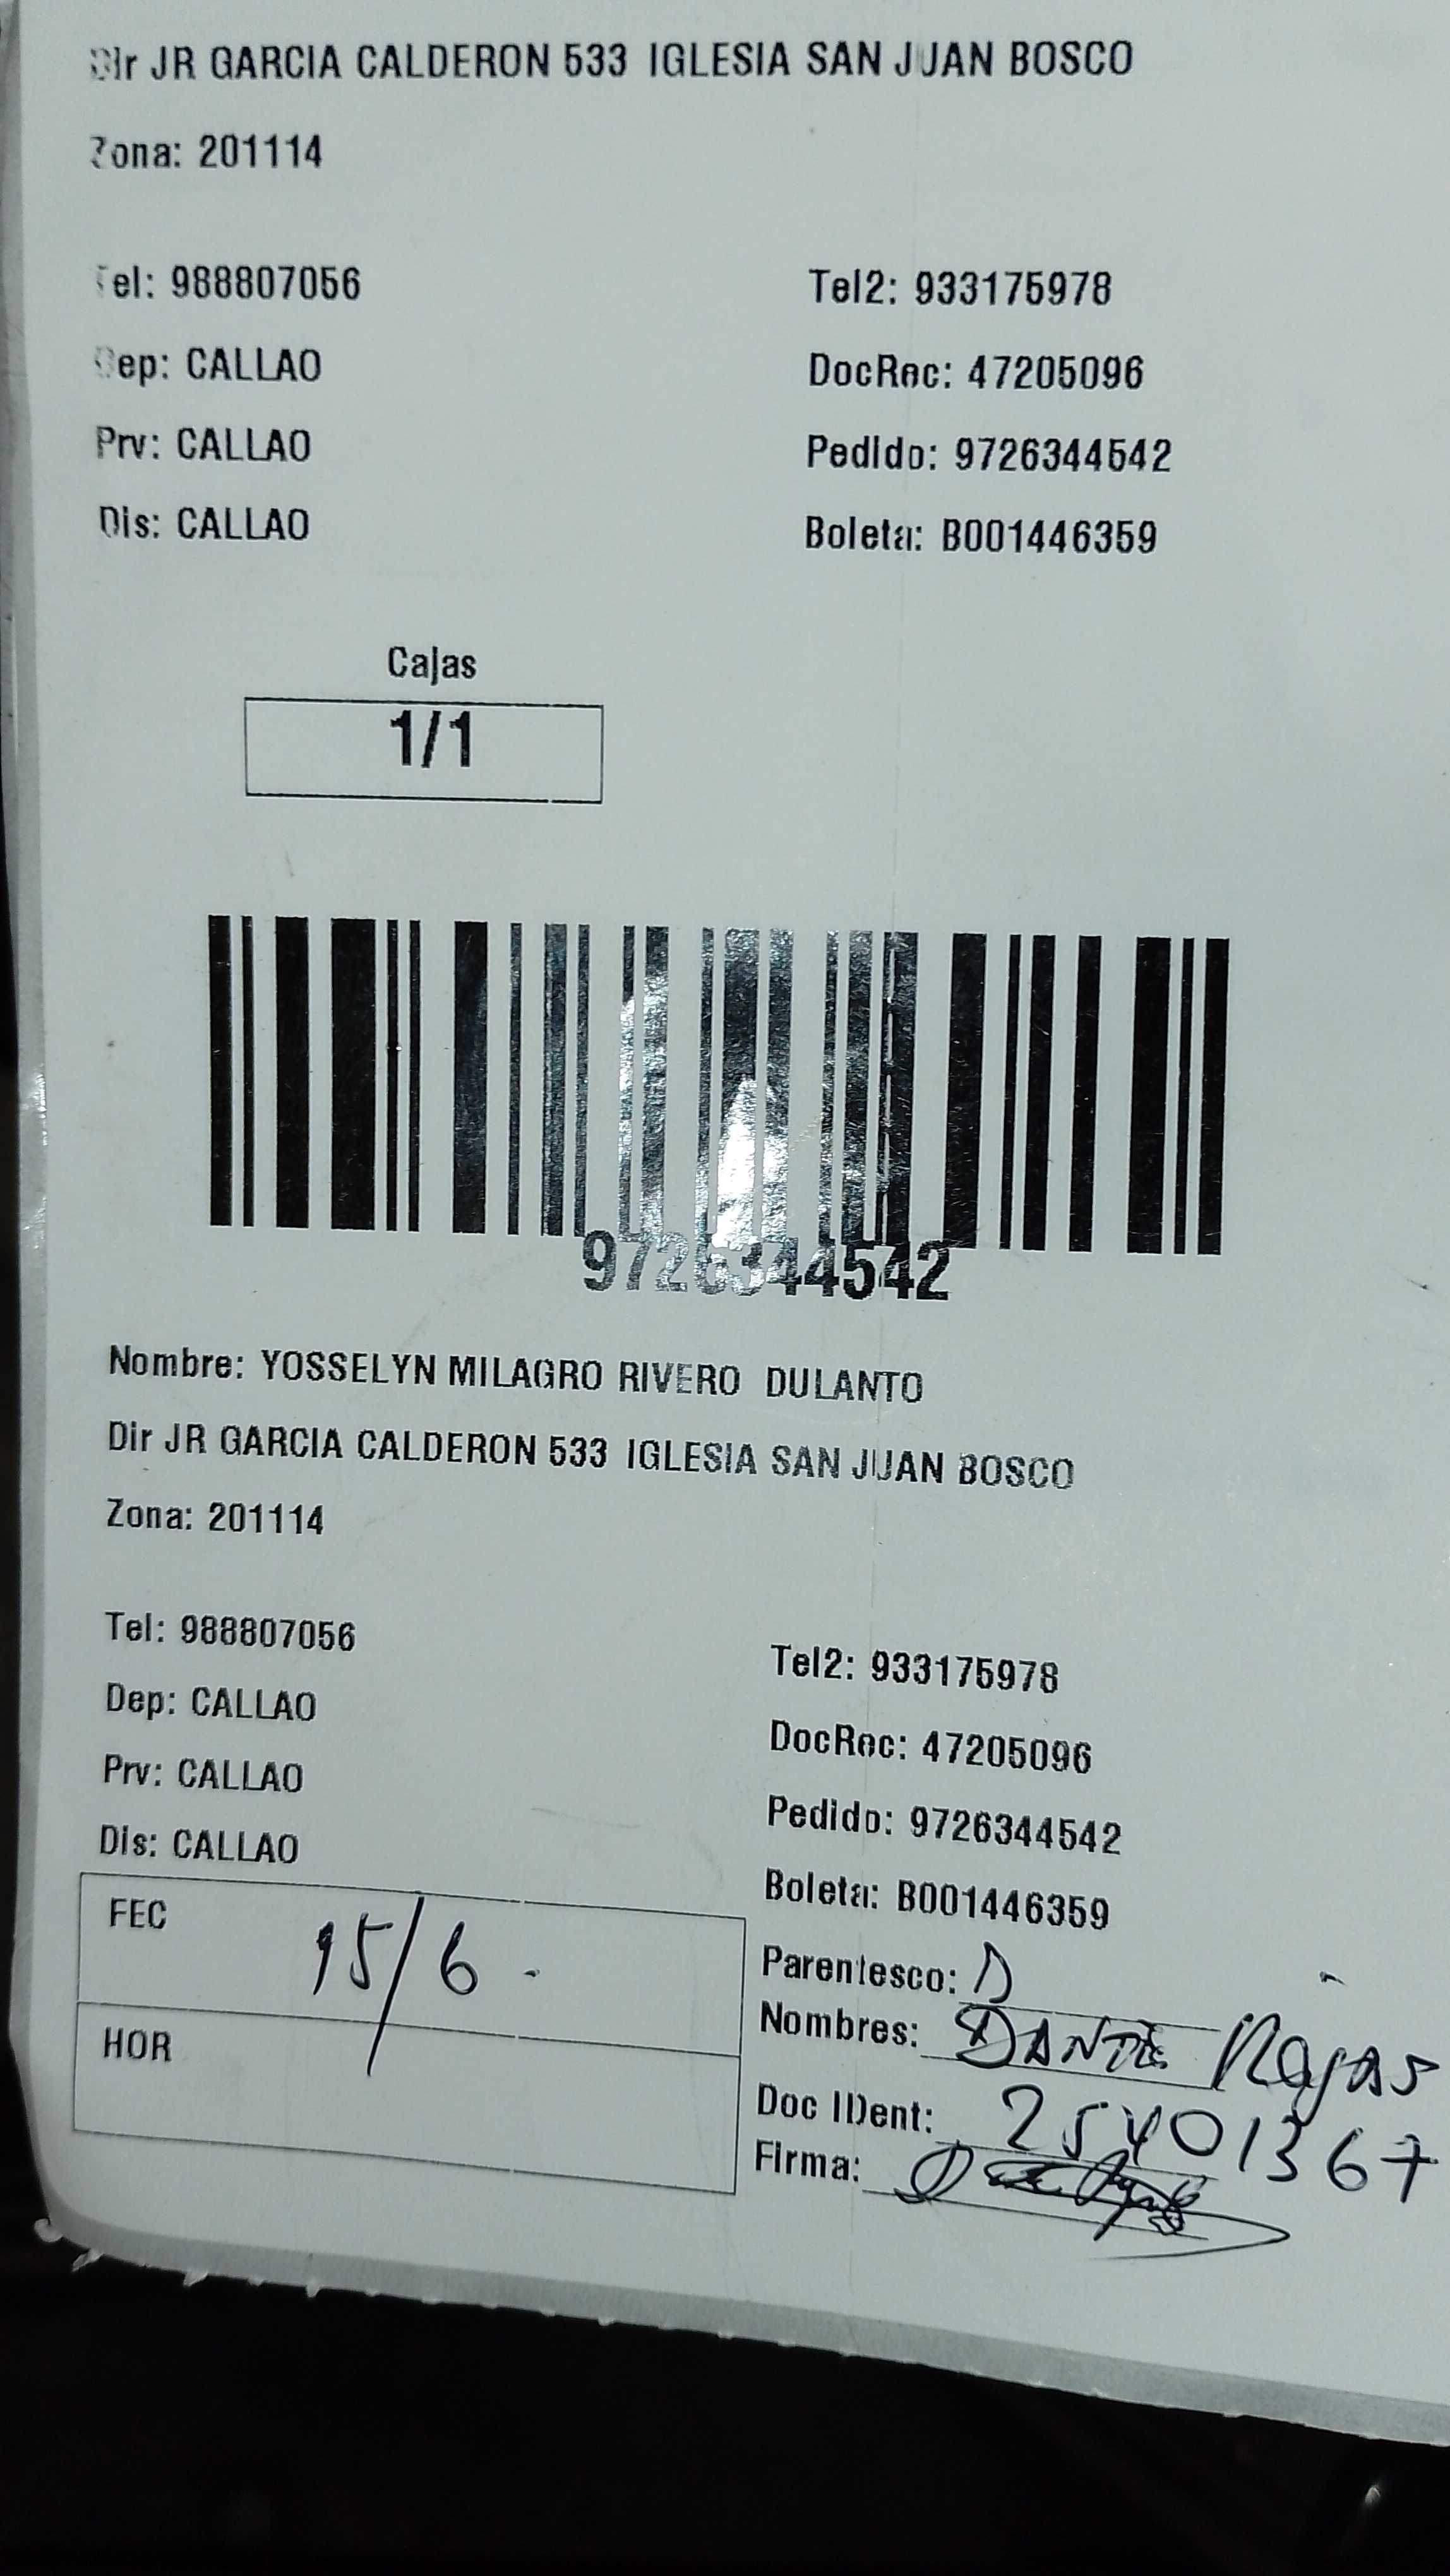 Dir JR GARCIA CALDERON 533 IGLESIA SAN JUAN BOSCO
Zona: 201114
Tel: 988807056 Tel2: 933175978
Dep: CALLAO DocRec: 47205096
Prv: CALLAO Pedido: 9726344542
Dis: CALLAO Boleta: B001446359
Cajas
1/1
9726344542
Nombre: YOSSELYN MILAGRO RIVERO DULANTO
Dir JR GARCIA CALDERON 533 IGLESIA SAN JUAN BOSCO
Zona: 201114
Tel: 988807056 Tel2: 933175978
Dep: CALLAO DocRec: 47205096
Prv: CALLAO Pedido: 9726344542
Dis: CALLAO Boleta: B001446359
FEC 15/6 -
HOR
Parentesco: D
Nombres: DANTE Rojas
Doc IDent: 25401367
Firma: